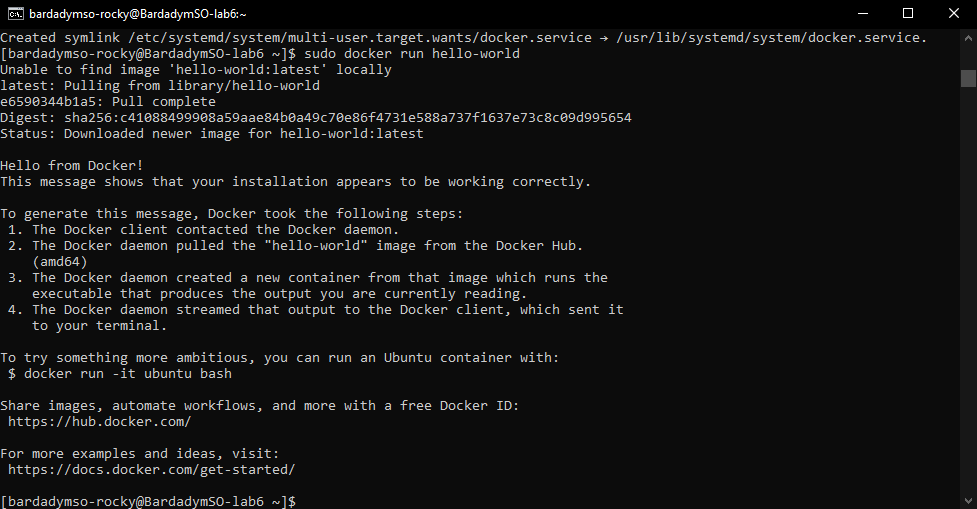 bardadymso-rocky@BardadymSO-lab6:~
Created symlink /etc/systemd/system/multi-user.target.wants/docker.service → /usr/lib/systemd/system/docker.service.
[bardadymso-rocky@BardadymSO-lab6 ~]$ sudo docker run hello-world
Unable to find image 'hello-world:latest' locally
latest: Pulling from library/hello-world
e6590344b1a5: Pull complete
Digest: sha256:c41088499908a59aae84b0a49c70e86f4731e588a737f1637e73c8c09d995654
Status: Downloaded newer image for hello-world:latest

Hello from Docker!
This message shows that your installation appears to be working correctly.

To generate this message, Docker took the following steps:
 1. The Docker client contacted the Docker daemon.
 2. The Docker daemon pulled the "hello-world" image from the Docker Hub.
    (amd64)
 3. The Docker daemon created a new container from that image which runs the
    executable that produces the output you are currently reading.
 4. The Docker daemon streamed that output to the Docker client, which sent it
    to your terminal.

To try something more ambitious, you can run an Ubuntu container with:
 $ docker run -it ubuntu bash

Share images, automate workflows, and more with a free Docker ID:
 https://hub.docker.com/

For more examples and ideas, visit:
 https://docs.docker.com/get-started/

[bardadymso-rocky@BardadymSO-lab6 ~]$